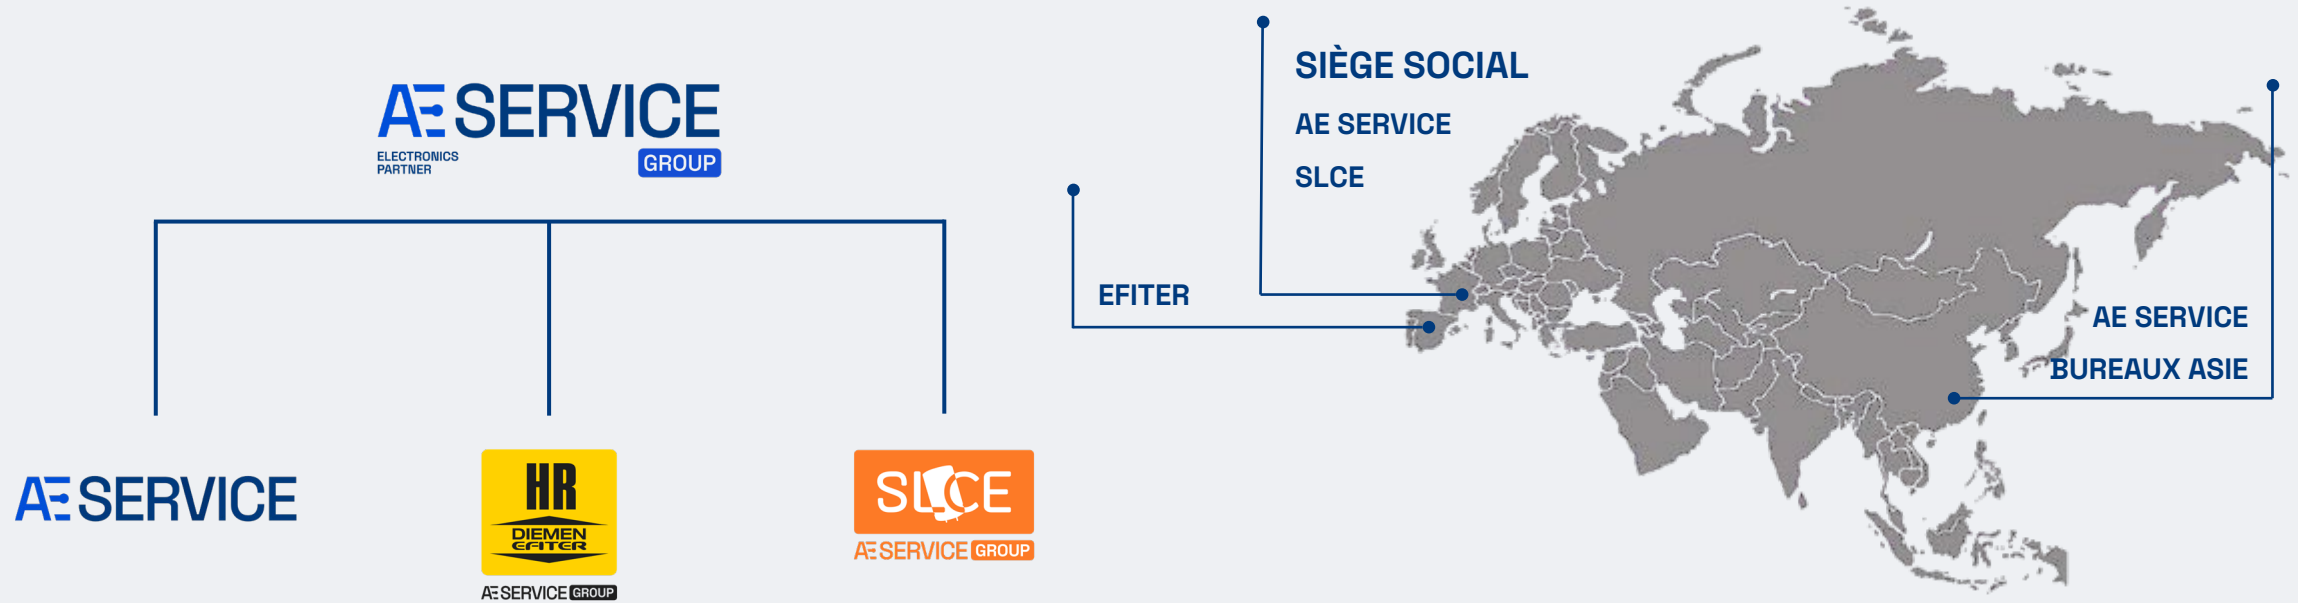 AE SERVICE
ELECTRONICS
PARTNER
GROUP
AE SERVICE
HR
DIEMEN
EFITER
AE SERVICE GROUP
SLCE
AE SERVICE GROUP
SIÈGE SOCIAL
AE SERVICE
SLCE
EFITER
AE SERVICE
BUREAUX ASIE